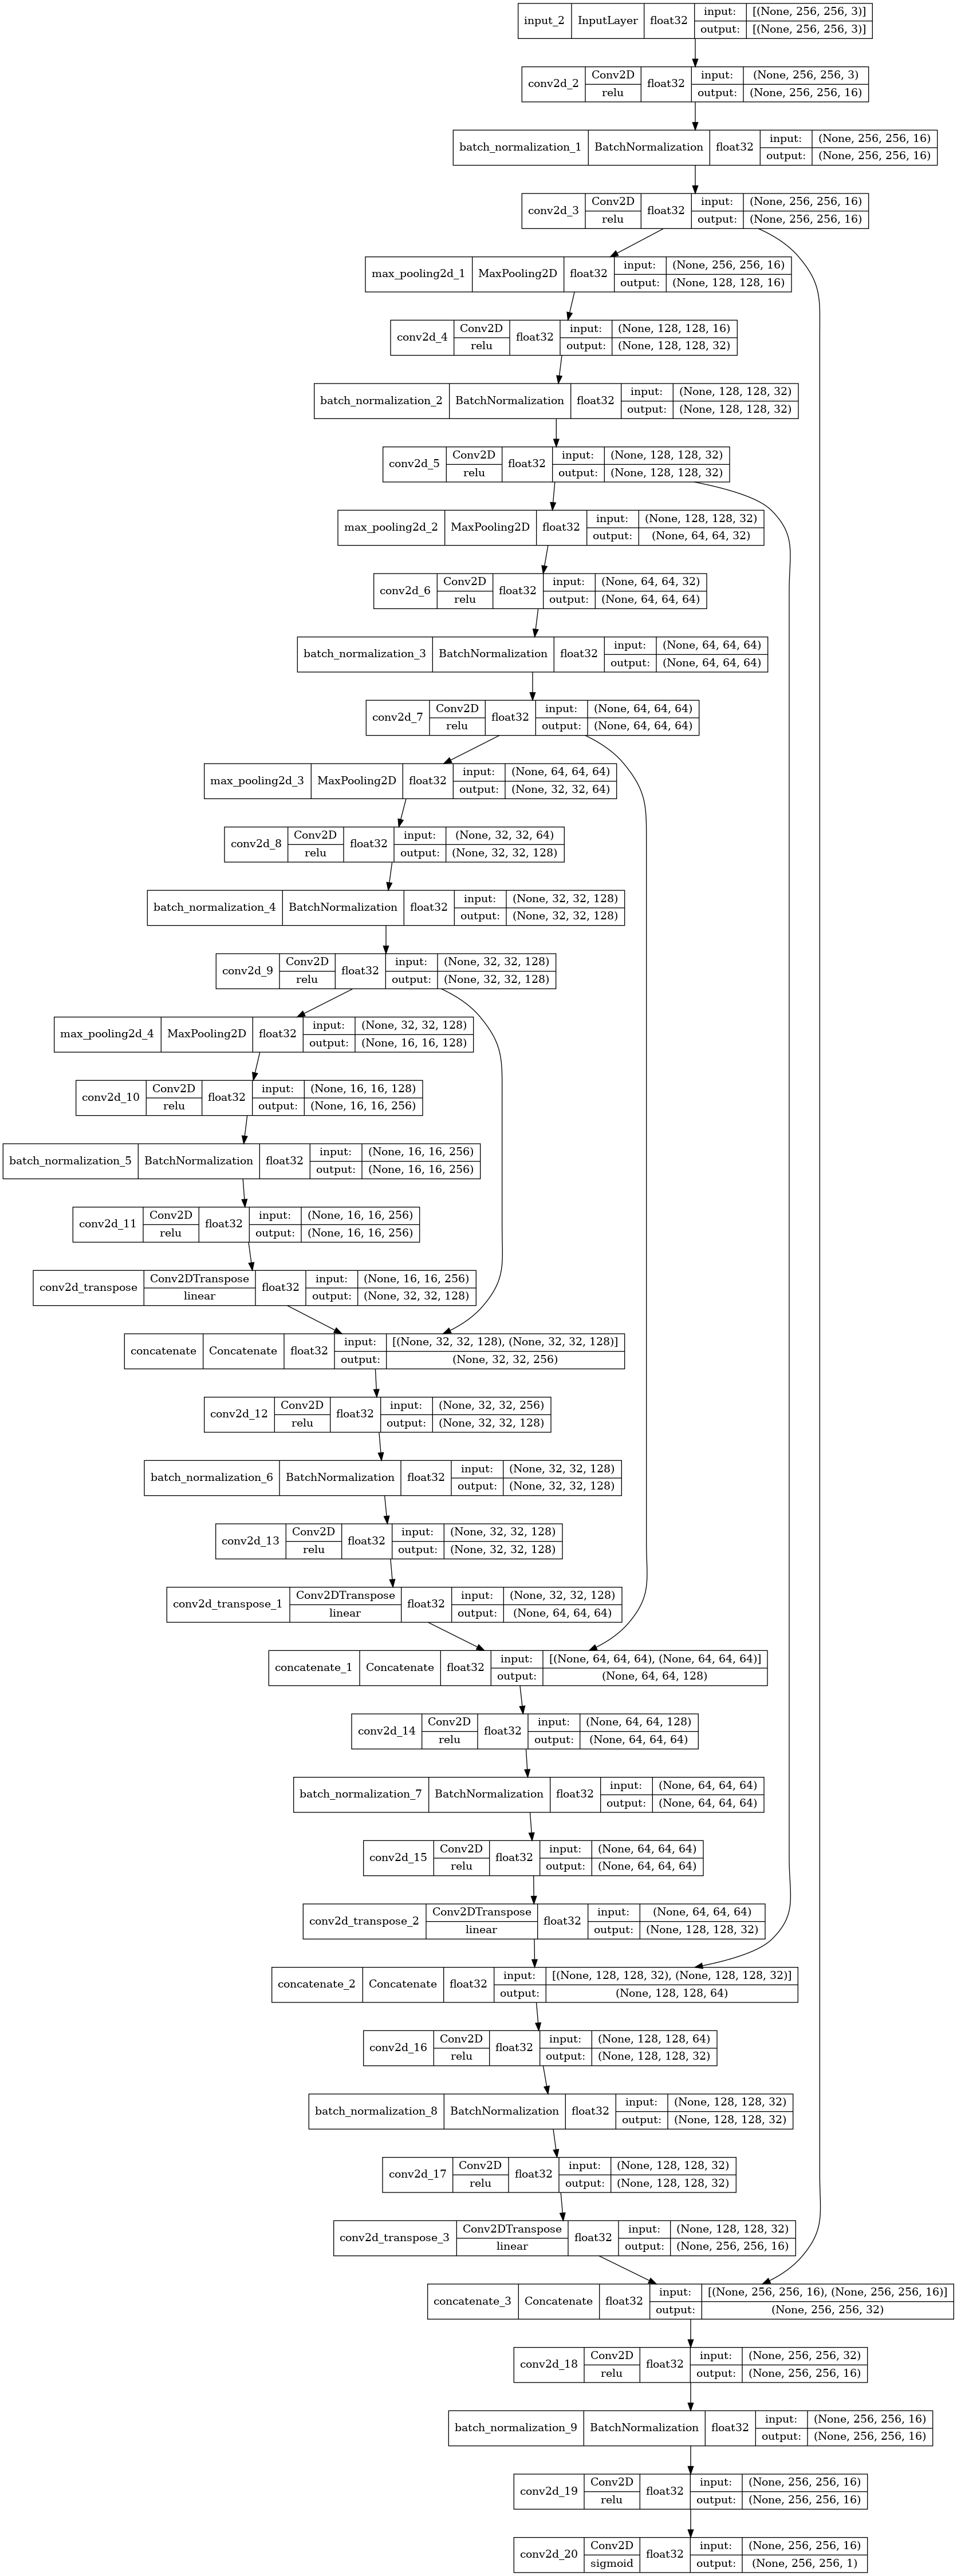 input_2 InputLayer float32 input: [(None, 256, 256, 3)]
output: [(None, 256, 256, 3)]
conv2d_2 Conv2D relu float32 input: (None, 256, 256, 3)
output: (None, 256, 256, 16)
batch_normalization_1 BatchNormalization float32 input: (None, 256, 256, 16)
output: (None, 256, 256, 16)
conv2d_3 Conv2D relu float32 input: (None, 256, 256, 16)
output: (None, 256, 256, 16)
max_pooling2d_1 MaxPooling2D float32 input: (None, 256, 256, 16)
output: (None, 128, 128, 16)
conv2d_4 Conv2D relu float32 input: (None, 128, 128, 16)
output: (None, 128, 128, 32)
batch_normalization_2 BatchNormalization float32 input: (None, 128, 128, 32)
output: (None, 128, 128, 32)
conv2d_5 Conv2D relu float32 input: (None, 128, 128, 32)
output: (None, 128, 128, 32)
max_pooling2d_2 MaxPooling2D float32 input: (None, 128, 128, 32)
output: (None, 64, 64, 32)
conv2d_6 Conv2D relu float32 input: (None, 64, 64, 32)
output: (None, 64, 64, 64)
batch_normalization_3 BatchNormalization float32 input: (None, 64, 64, 64)
output: (None, 64, 64, 64)
conv2d_7 Conv2D relu float32 input: (None, 64, 64, 64)
output: (None, 64, 64, 64)
max_pooling2d_3 MaxPooling2D float32 input: (None, 64, 64, 64)
output: (None, 32, 32, 64)
conv2d_8 Conv2D relu float32 input: (None, 32, 32, 64)
output: (None, 32, 32, 128)
batch_normalization_4 BatchNormalization float32 input: (None, 32, 32, 128)
output: (None, 32, 32, 128)
conv2d_9 Conv2D relu float32 input: (None, 32, 32, 128)
output: (None, 32, 32, 128)
max_pooling2d_4 MaxPooling2D float32 input: (None, 32, 32, 128)
output: (None, 16, 16, 128)
conv2d_10 Conv2D relu float32 input: (None, 16, 16, 128)
output: (None, 16, 16, 256)
batch_normalization_5 BatchNormalization float32 input: (None, 16, 16, 256)
output: (None, 16, 16, 256)
conv2d_11 Conv2D relu float32 input: (None, 16, 16, 256)
output: (None, 16, 16, 256)
conv2d_transpose Conv2DTranspose linear float32 input: (None, 16, 16, 256)
output: (None, 32, 32, 128)
concatenate Concatenate float32 input: [(None, 32, 32, 128), (None, 32, 32, 128)]
output: (None, 32, 32, 256)
conv2d_12 Conv2D relu float32 input: (None, 32, 32, 256)
output: (None, 32, 32, 128)
batch_normalization_6 BatchNormalization float32 input: (None, 32, 32, 128)
output: (None, 32, 32, 128)
conv2d_13 Conv2D relu float32 input: (None, 32, 32, 128)
output: (None, 32, 32, 128)
conv2d_transpose_1 Conv2DTranspose linear float32 input: (None, 32, 32, 128)
output: (None, 64, 64, 64)
concatenate_1 Concatenate float32 input: [(None, 64, 64, 64), (None, 64, 64, 64)]
output: (None, 64, 64, 128)
conv2d_14 Conv2D relu float32 input: (None, 64, 64, 128)
output: (None, 64, 64, 64)
batch_normalization_7 BatchNormalization float32 input: (None, 64, 64, 64)
output: (None, 64, 64, 64)
conv2d_15 Conv2D relu float32 input: (None, 64, 64, 64)
output: (None, 64, 64, 64)
conv2d_transpose_2 Conv2DTranspose linear float32 input: (None, 64, 64, 64)
output: (None, 128, 128, 32)
concatenate_2 Concatenate float32 input: [(None, 128, 128, 32), (None, 128, 128, 32)]
output: (None, 128, 128, 64)
conv2d_16 Conv2D relu float32 input: (None, 128, 128, 64)
output: (None, 128, 128, 32)
batch_normalization_8 BatchNormalization float32 input: (None, 128, 128, 32)
output: (None, 128, 128, 32)
conv2d_17 Conv2D relu float32 input: (None, 128, 128, 32)
output: (None, 128, 128, 32)
conv2d_transpose_3 Conv2DTranspose linear float32 input: (None, 128, 128, 32)
output: (None, 256, 256, 16)
concatenate_3 Concatenate float32 input: [(None, 256, 256, 16), (None, 256, 256, 16)]
output: (None, 256, 256, 32)
conv2d_18 Conv2D relu float32 input: (None, 256, 256, 32)
output: (None, 256, 256, 16)
batch_normalization_9 BatchNormalization float32 input: (None, 256, 256, 16)
output: (None, 256, 256, 16)
conv2d_19 Conv2D relu float32 input: (None, 256, 256, 16)
output: (None, 256, 256, 16)
conv2d_20 Conv2D sigmoid float32 input: (None, 256, 256, 16)
output: (None, 256, 256, 1)